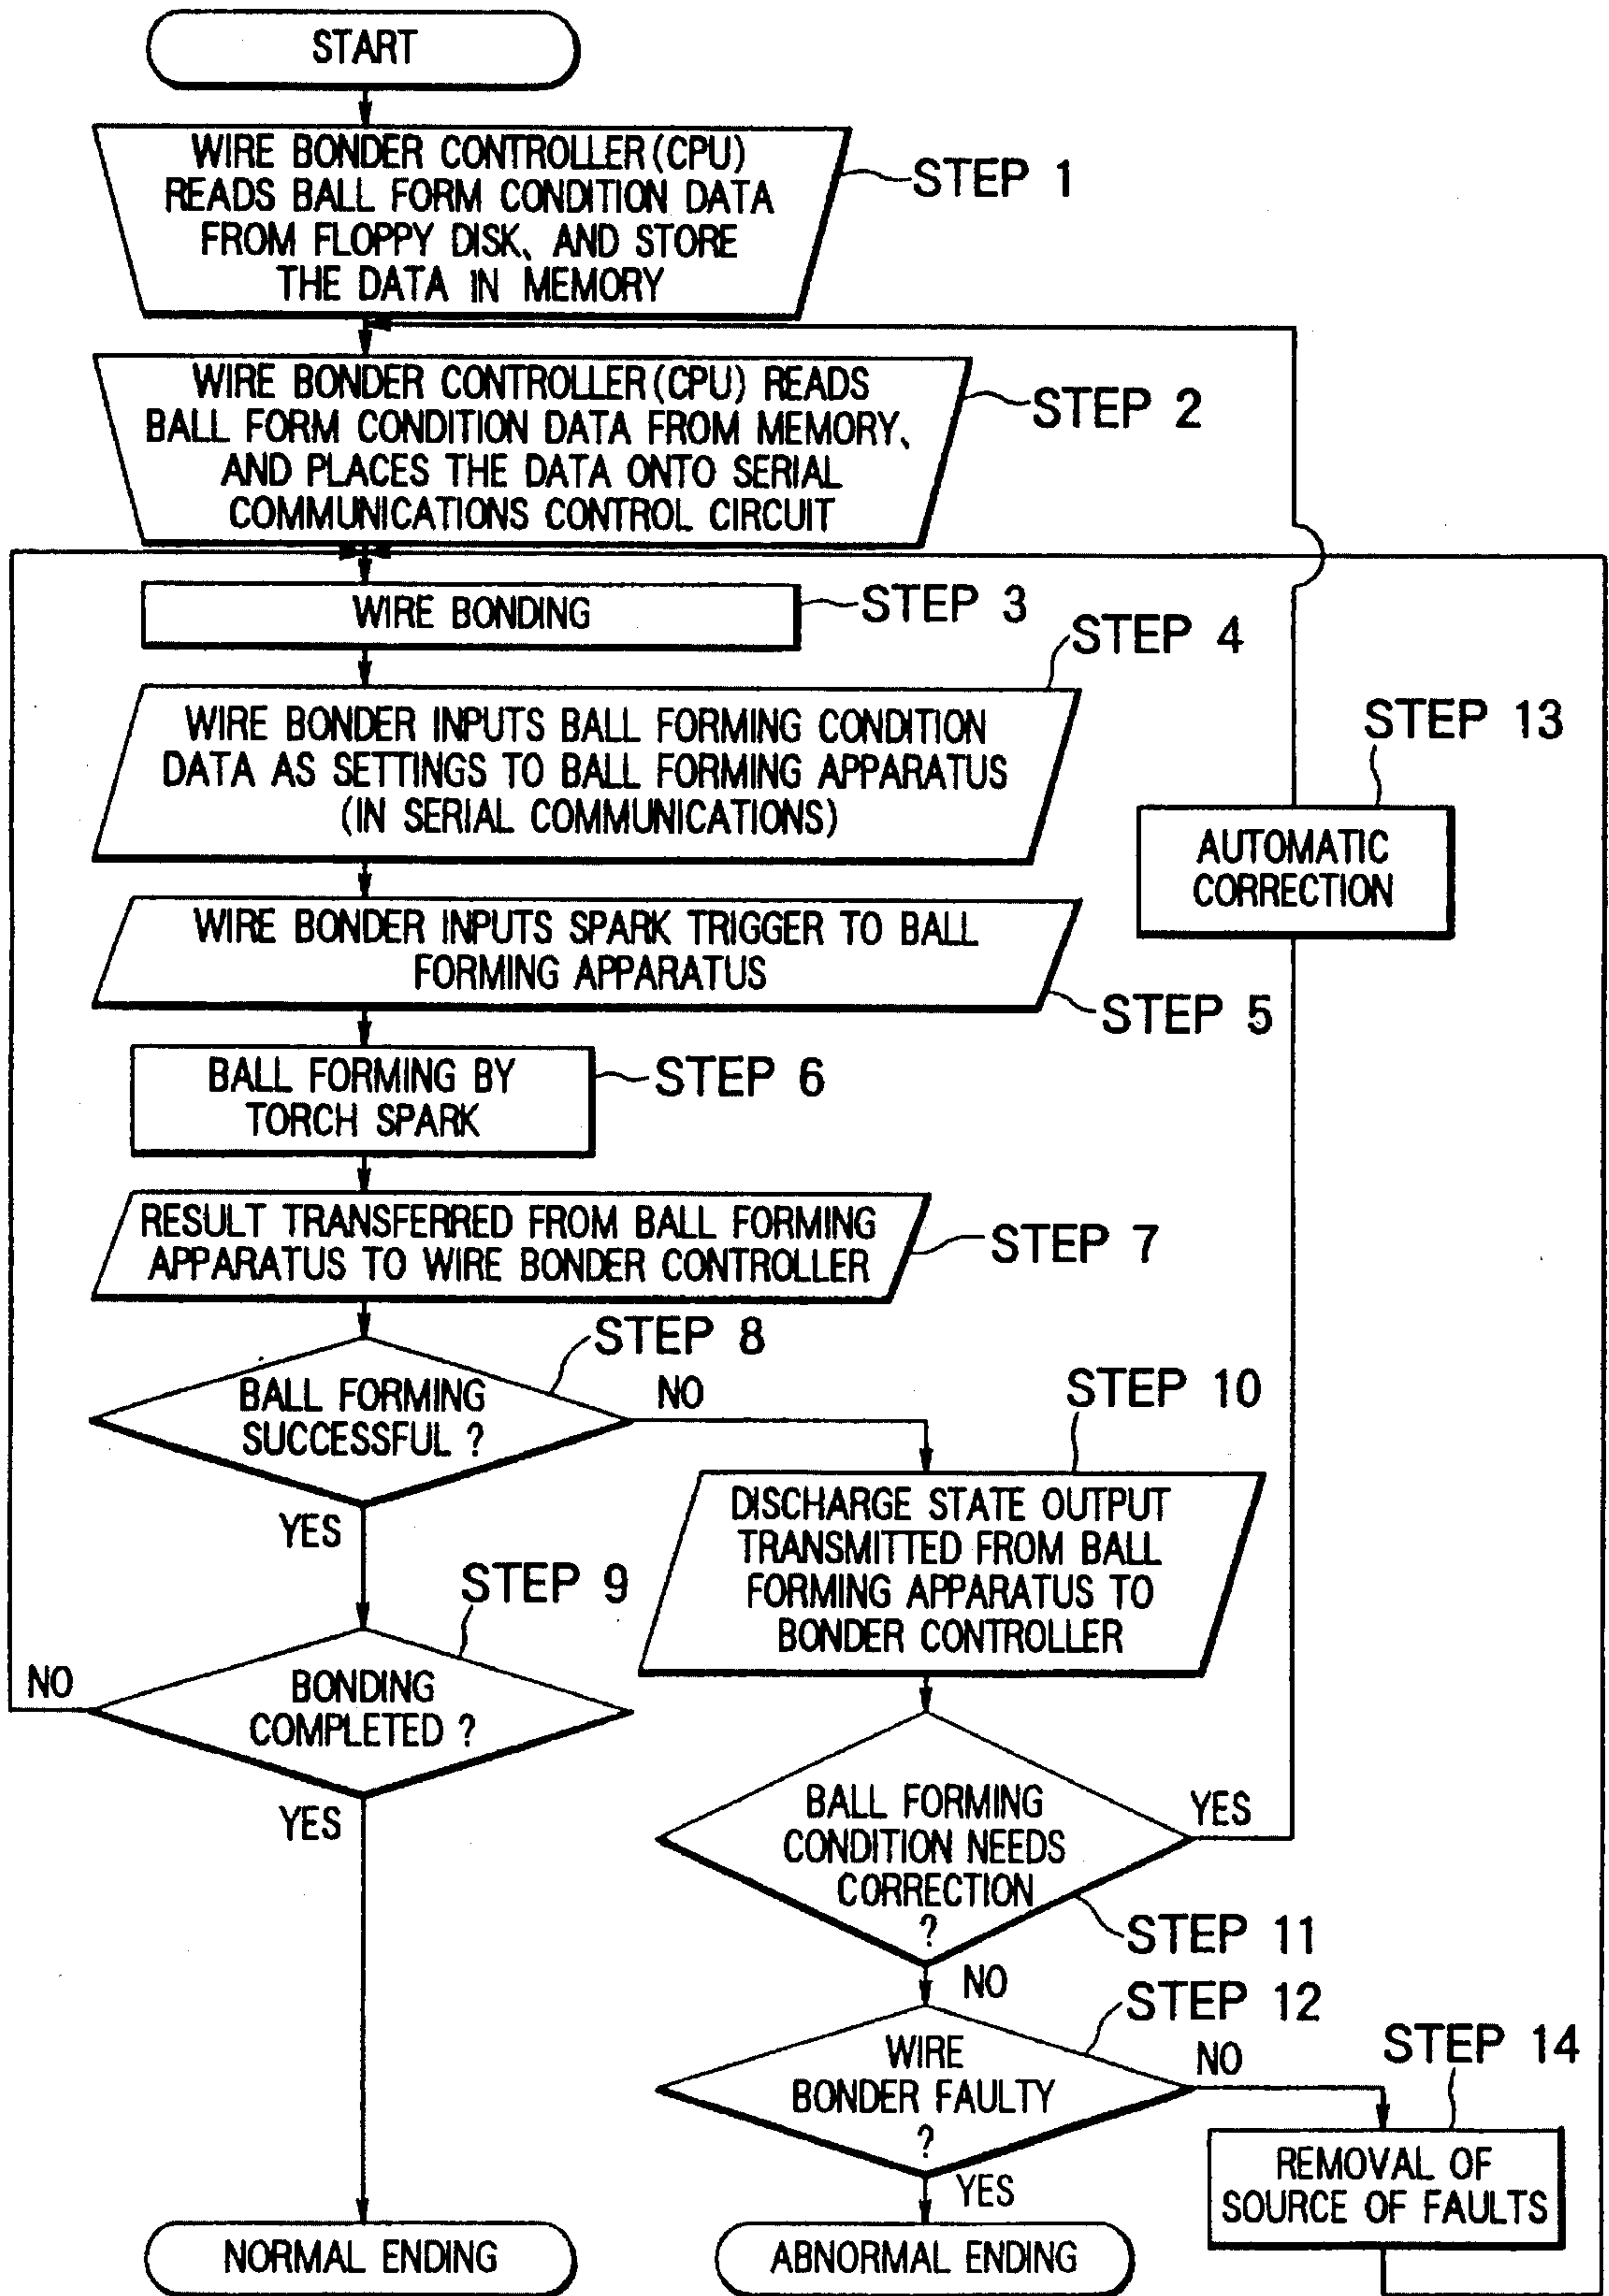 START
WIRE BONDER CONTROLLER(CPU)
READS BALL FORM CONDITION DATA
FROM FLOPPY DISK, AND STORE
THE DATA IN MEMORY
STEP 1
WIRE BONDER CONTROLLER(CPU) READS
BALL FORM CONDITION DATA FROM MEMORY,
AND PLACES THE DATA ONTO SERIAL
COMMUNICATIONS CONTROL CIRCUIT
STEP 2
WIRE BONDING
STEP 3
STEP 4
WIRE BONDER INPUTS BALL FORMING CONDITION
DATA AS SETTINGS TO BALL FORMING APPARATUS
(IN SERIAL COMMUNICATIONS)
STEP 13
AUTOMATIC
CORRECTION
WIRE BONDER INPUTS SPARK TRIGGER TO BALL
FORMING APPARATUS
STEP 5
BALL FORMING BY
TORCH SPARK
STEP 6
RESULT TRANSFERRED FROM BALL FORMING
APPARATUS TO WIRE BONDER CONTROLLER
STEP 7
STEP 8
BALL FORMING
SUCCESSFUL ?
NO
YES
STEP 10
DISCHARGE STATE OUTPUT
TRANSMITTED FROM BALL
FORMING APPARATUS TO
BONDER CONTROLLER
STEP 9
NO
BONDING
COMPLETED ?
YES
BALL FORMING
CONDITION NEEDS
CORRECTION
?
YES
STEP 11
NO
STEP 12
WIRE
BONDER FAULTY
?
NO
YES
STEP 14
REMOVAL OF
SOURCE OF FAULTS
NORMAL ENDING
ABNORMAL ENDING